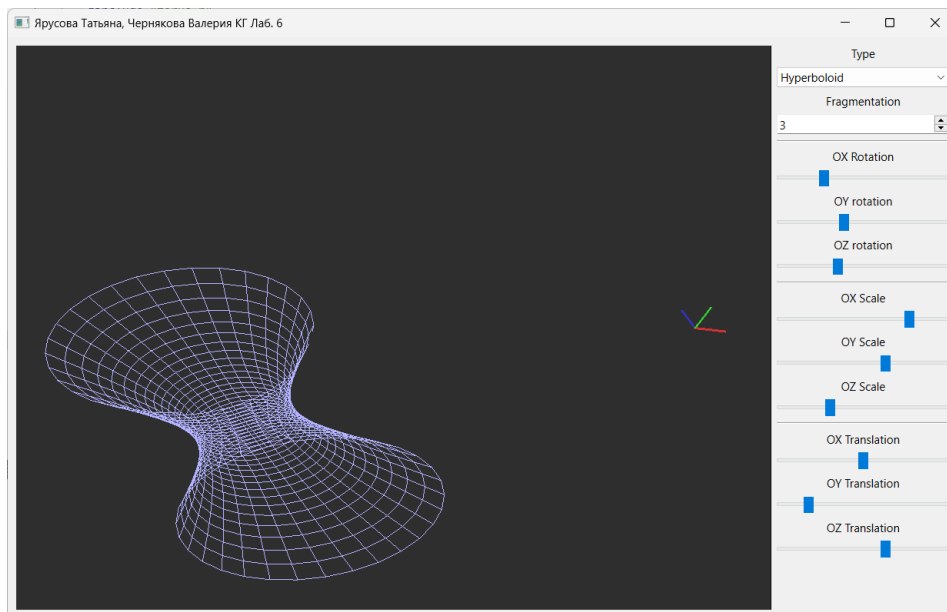 Ярусова Татьяна, Чернякова Валерия КГ Лаб. 6
Type
Hyperboloid
Fragmentation
3
OX Rotation
OY rotation
OZ rotation
OX Scale
OY Scale
OZ Scale
OX Translation
OY Translation
OZ Translation